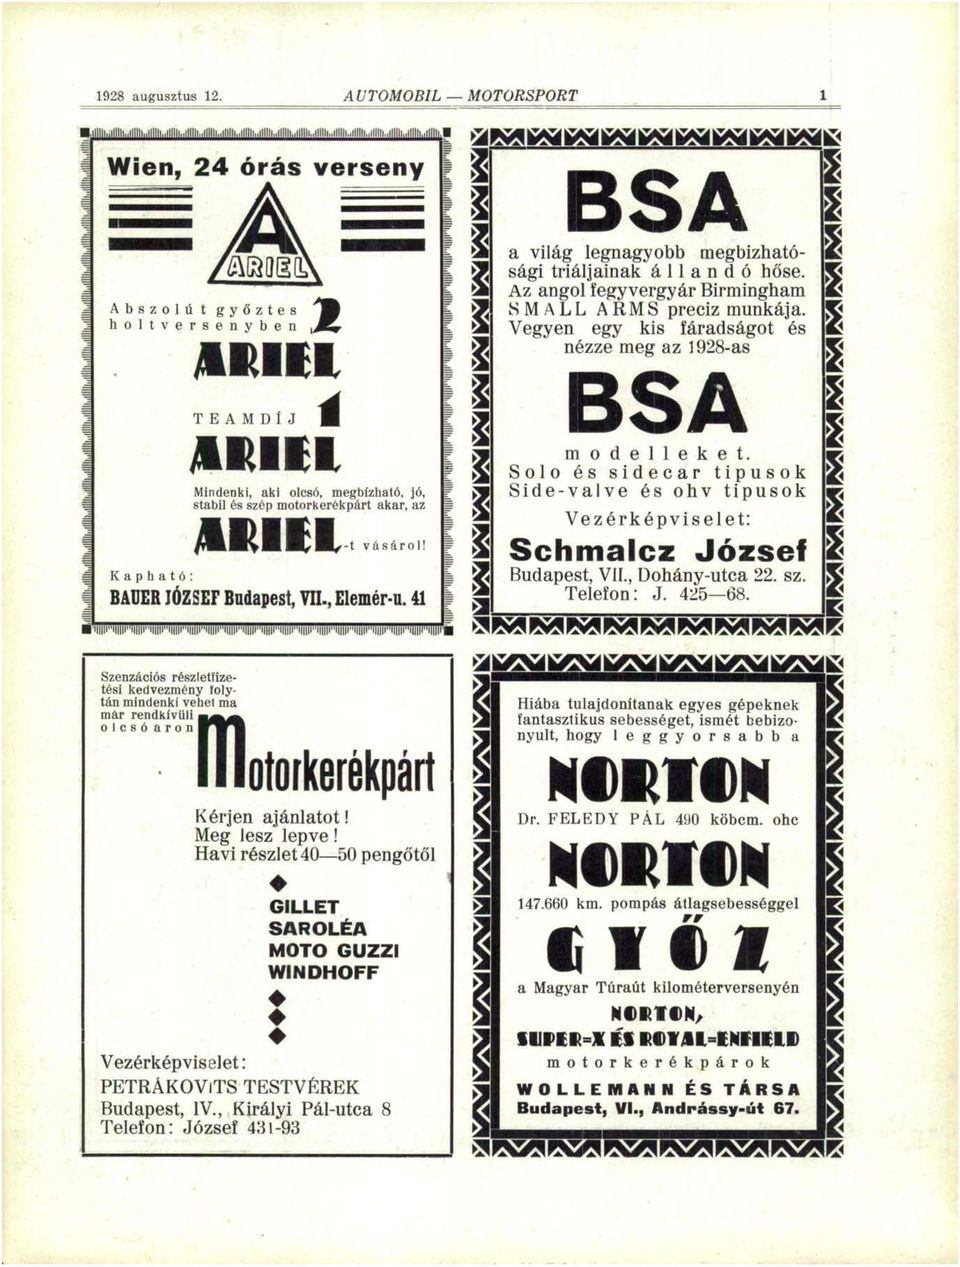 1928 augusztus 12. AUTOMOBIL — MOTORSPORT 1
Wien, 24 órás verseny
A
ARIEL
Abszolút győztes
holtversenyben 2
ARIEL
TEAMDÍJ 1
ARIEL
Mindenki, aki olcsó, megbízható, jó,
stabil és szép motorkerékpárt akar, az
ARIEL-t vásárol!
Kapható:
BAUER JÓZSEF Budapest, VII., Elemér-u. 41
BSA
a világ legnagyobb megbizható-
sági triáljainak állandó hőse.
Az angol fegyvergyár Birmingham
SMALL ARMS preciz munkája.
Vegyen egy kis fáradságot és
nézze meg az 1928-as
BSA
modelleket.
Solo és sidecar tipusok
Side-valve és ohv tipusok
Vezérképviselet:
Schmalcz József
Budapest, VII., Dohány-utca 22. sz.
Telefon: J. 425—68.
Szenzációs részletfize-
tési kedvezmény foly-
tán mindenki vehet ma
már rendkívüli
olcsó áron
Motorkerékpárt
Kérjen ajánlatot!
Meg lesz lepve!
Havi részlet 40—50 pengőtől
GILLET
SAROLÉA
MOTO GUZZI
WINDHOFF
Vezérképviselet:
PETRÁKOVITS TESTVÉREK
Budapest, IV., Királyi Pál-utca 8
Telefon: József 431-93
Hiába tulajdonítanak egyes gépeknek
fantasztikus sebességet, ismét bebizo-
nyult, hogy leggyorsabb a
NORTON
Dr. FELEDY PÁL 490 köbcm. ohc
NORTON
147.660 km. pompás átlagsebességgel
GYŐZ
a Magyar Túraút kilométerversenyén
NORTON,
SUPER=X ÉS ROYAL=ENFIELD
motorkerékpárok
WOLLEMANN ÉS TÁRSA
Budapest, VI., Andrássy-út 67.